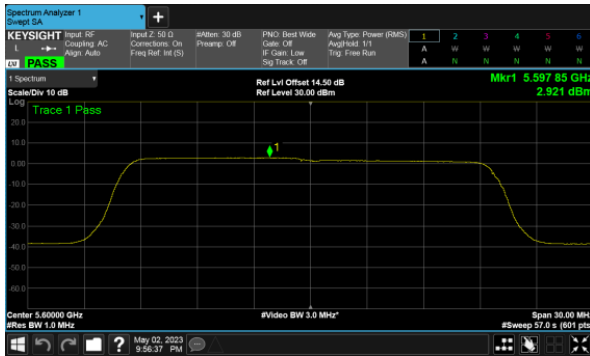 Spectrum Analyzer 1
Swept SA
+
KEYSIGHT
L
LXI
PASS
Input: RF
Coupling: AC
Align: Auto
Input Z: 50 Ω
Corrections: On
Freq Ref: Int (S)
#Atten: 30 dB
Preamp: Off
PNO: Best Wide
Gate: Off
IF Gain: Low
Sig Track: Off
Avg Type: Power (RMS)
Avg|Hold: 1/1
Trig: Free Run
1 2 3 4 5 6
A W W W W W
A N N N N N
1 Spectrum
Scale/Div 10 dB
Log
Ref Lvl Offset 14.50 dB
Ref Level 30.00 dBm
Mkr1 5.597 85 GHz
2.921 dBm
Trace 1 Pass
20.0
10.0
0.00
-10.0
-20.0
-30.0
-40.0
-50.0
-60.0
1
Center 5.60000 GHz
#Res BW 1.0 MHz
#Video BW 3.0 MHz*
Span 30.00 MHz
#Sweep 57.0 s (601 pts)
?
May 02, 2023
9:56:37 PM